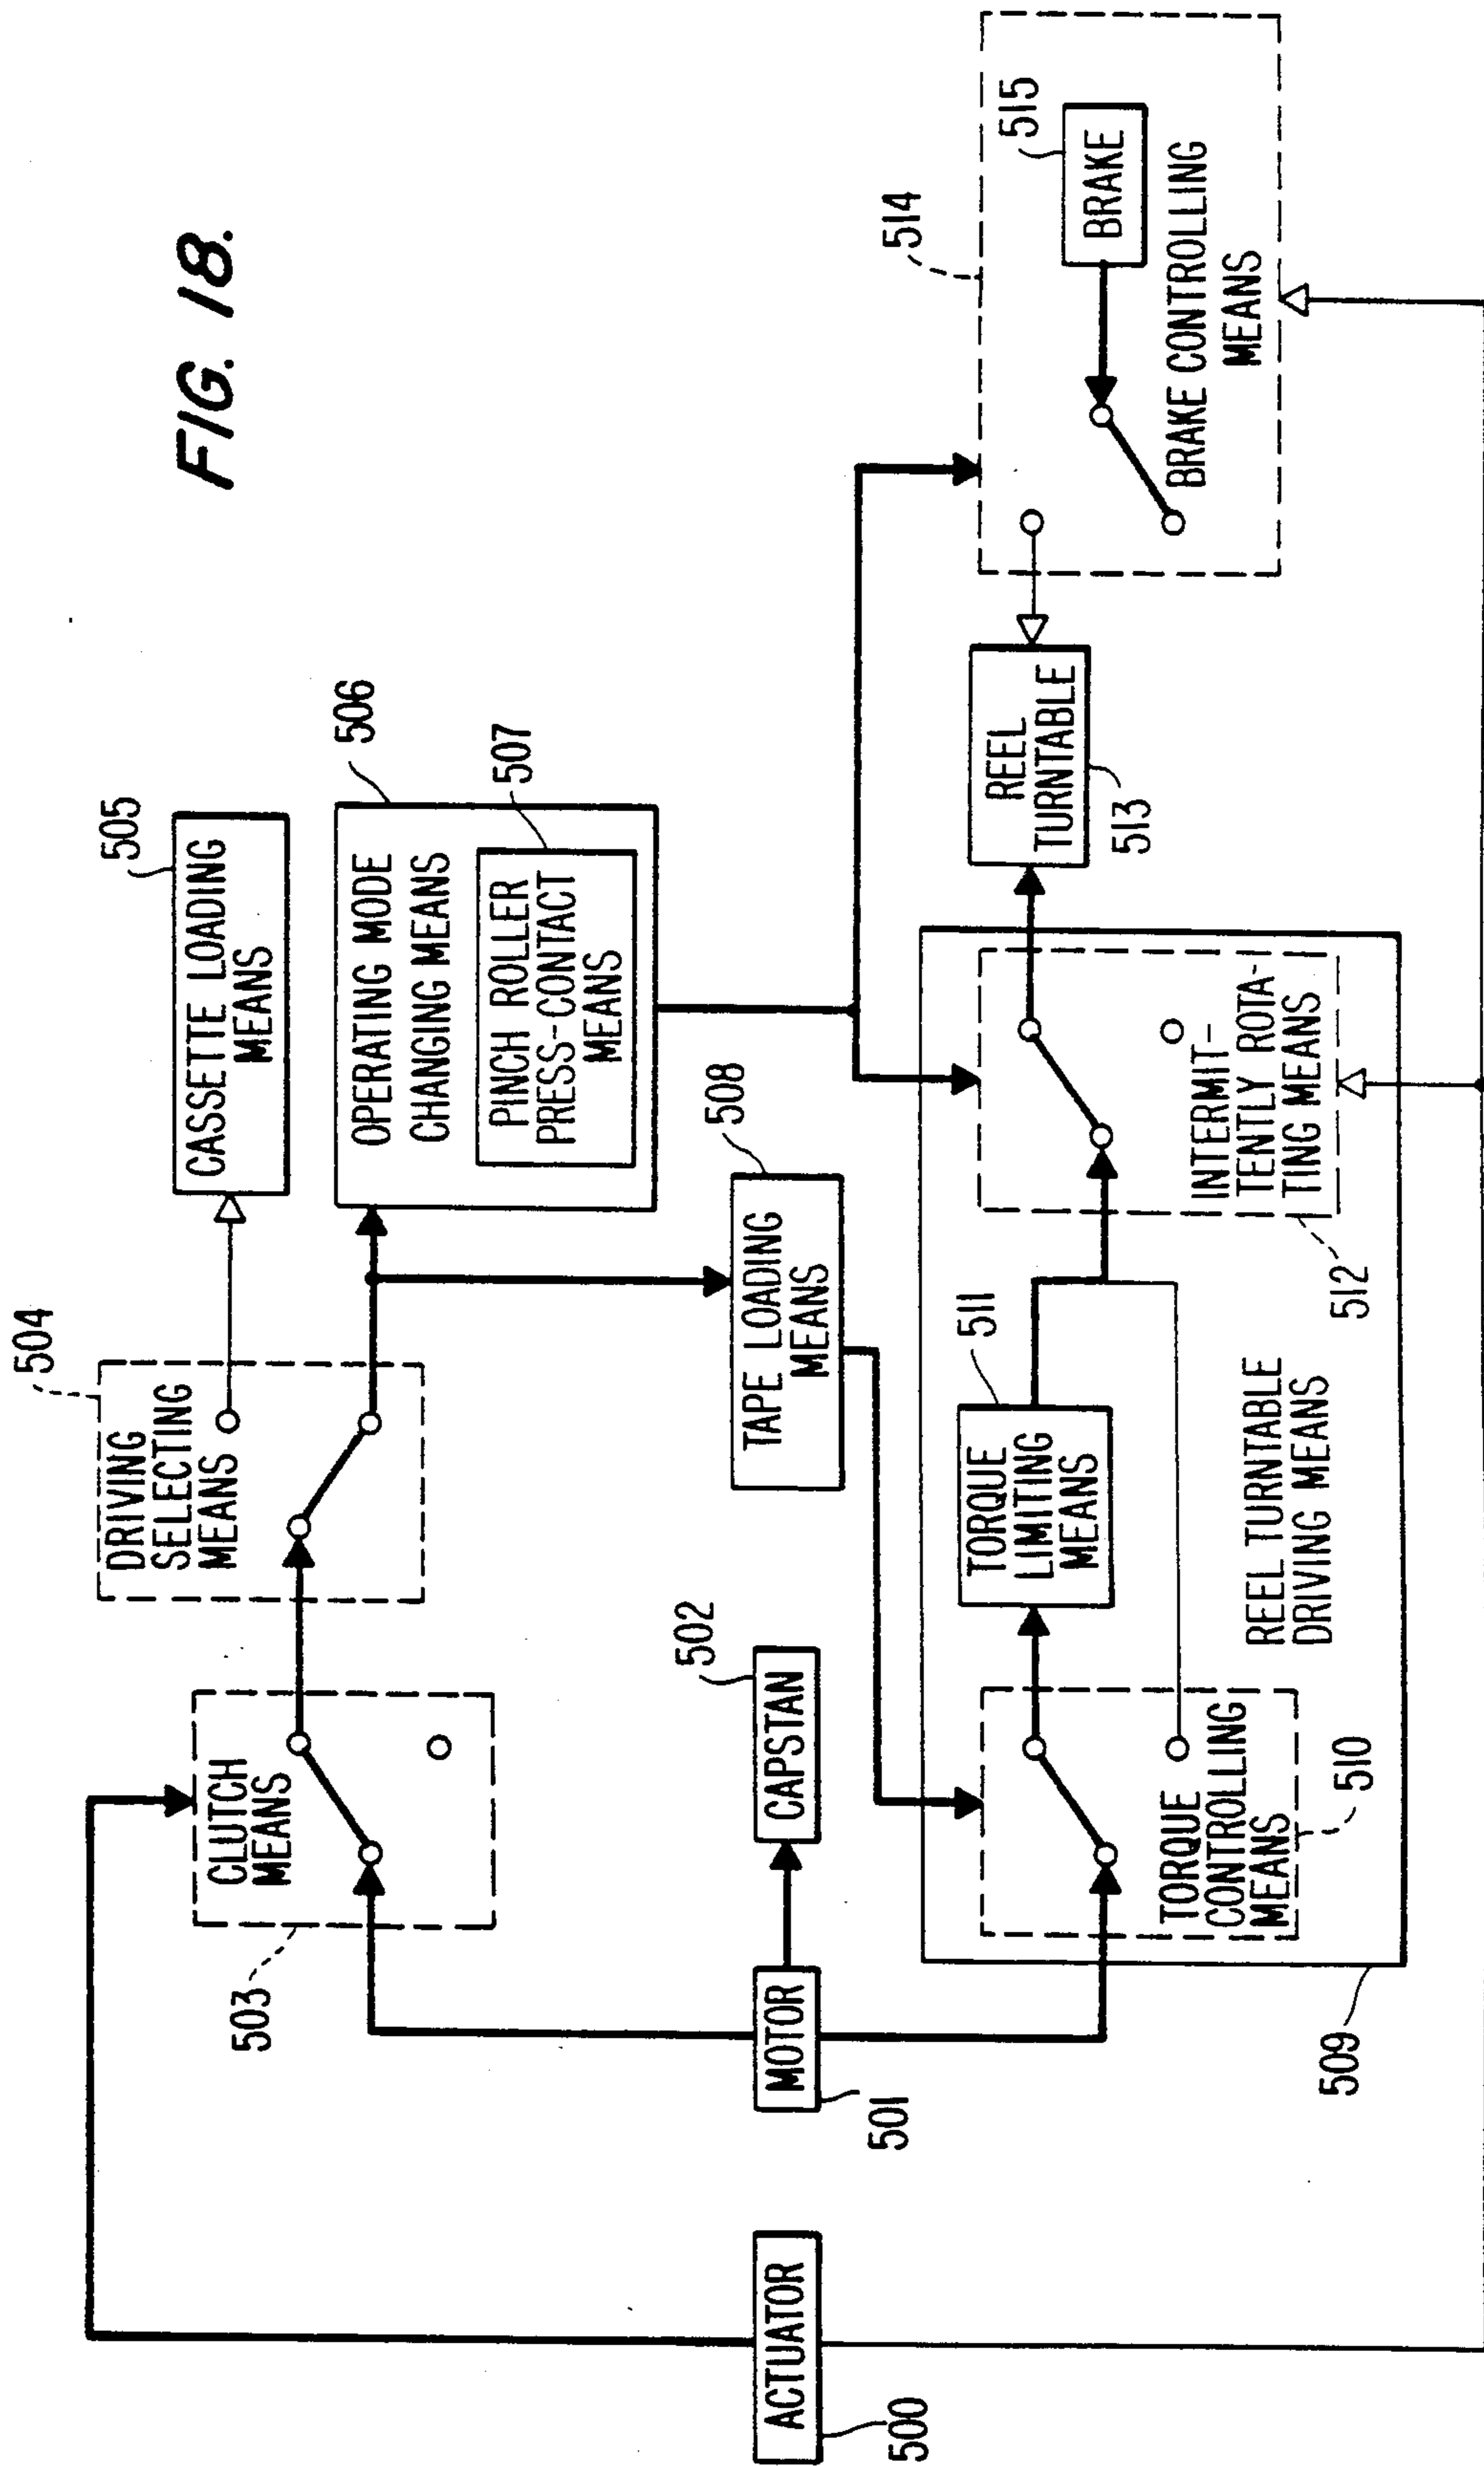 FIG. 18.
504
DRIVING
SELECTING
MEANS
505
CASSETTE LOADING
MEANS
CLUTCH
MEANS
503
506
OPERATING MODE
CHANGING MEANS
507
PINCH ROLLER
PRESS-CONTACT
MEANS
502
CAPSTAN
508
TAPE LOADING
MEANS
ACTUATOR
500
MOTOR
501
511
TORQUE
LIMITING
MEANS
TORQUE
CONTROLLING
MEANS
510
REEL TURNTABLE
DRIVING MEANS
509
INTERMIT-
TENTLY ROTA-
TING MEANS
512
REEL
TURNTABLE
513
514
515
BRAKE
BRAKE CONTROLLING
MEANS